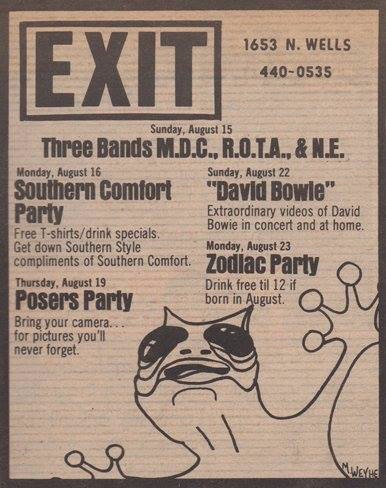 EXIT
1653 N. WELLS
440-0535
Sunday, August 15
Three Bands M.D.C., R.O.T.A., & N.E.
Monday, August 16
Southern Comfort
Party
Free T-shirts/drink specials.
Get down Southern Style
compliments of Southern Comfort.
Thursday, August 19
Posers Party
Bring your camera...
for pictures you'll
never forget.
Sunday, August 22
"David Bowie"
Extraordinary videos of David
Bowie in concert and at home.
Monday, August 23
Zodiac Party
Drink free til 12 if
born in August.
M. WEYHE